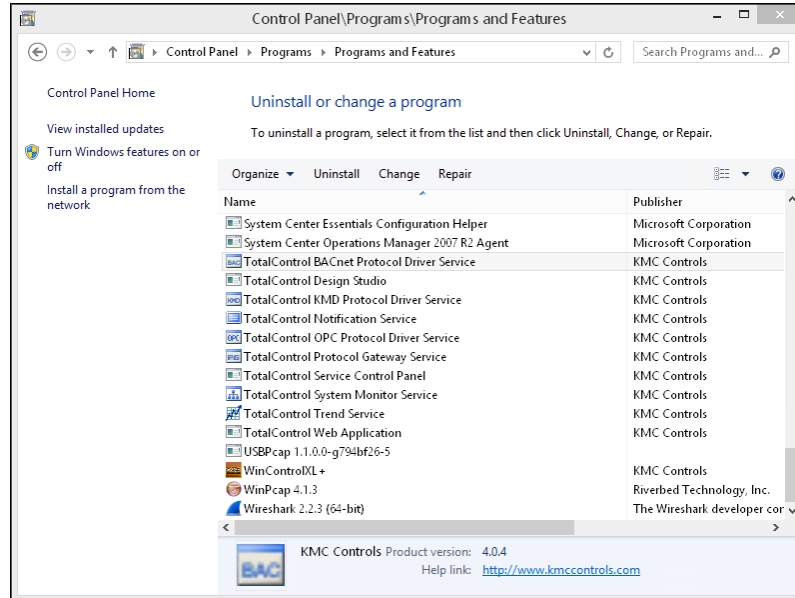 Control Panel\Programs\Programs and Features
Control Panel Programs Programs and Features
Search Programs and...
Control Panel Home
View installed updates
Turn Windows features on or
off
Install a program from the
network
Uninstall or change a program
To uninstall a program, select it from the list and then click Uninstall, Change, or Repair.
Organize Uninstall Change Repair
Name Publisher
System Center Essentials Configuration Helper Microsoft Corporation
System Center Operations Manager 2007 R2 Agent Microsoft Corporation
BAC TotalControl BACnet Protocol Driver Service KMC Controls
TotalControl Design Studio KMC Controls
KMD TotalControl KMD Protocol Driver Service KMC Controls
TotalControl Notification Service KMC Controls
OPC TotalControl OPC Protocol Driver Service KMC Controls
TotalControl Protocol Gateway Service KMC Controls
TotalControl Service Control Panel KMC Controls
TotalControl System Monitor Service KMC Controls
TotalControl Trend Service KMC Controls
TotalControl Web Application KMC Controls
USBPcap 1.1.0.0-g794bf26-5
WinControlXL+ KMC Controls
WinPcap 4.1.3 Riverbed Technology, Inc.
Wireshark 2.2.3 (64-bit) The Wireshark developer cor
KMC Controls Product version: 4.0.4
BAC
Help link: http://www.kmccontrols.com